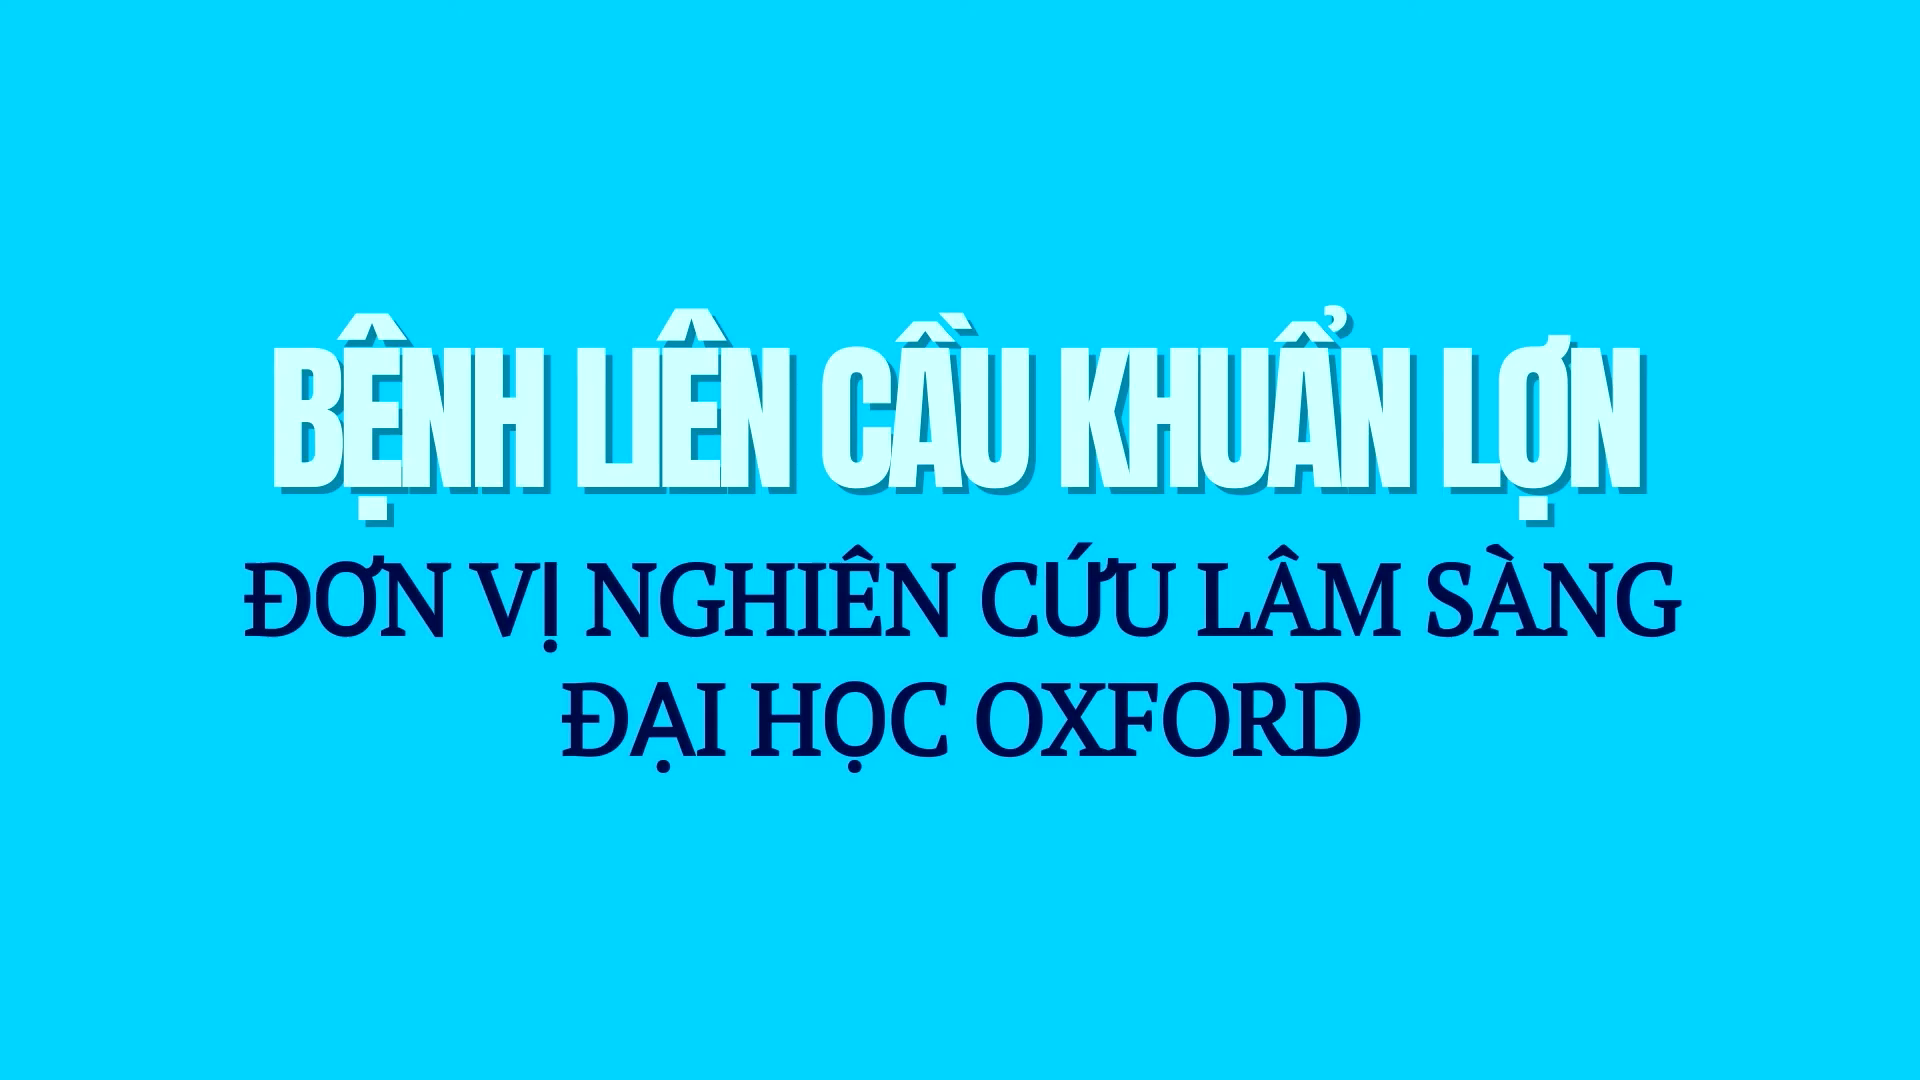 BỆNH LIÊN CẦU KHUẨN LỢN
ĐƠN VỊ NGHIÊN CỨU LÂM SÀNG
ĐẠI HỌC OXFORD